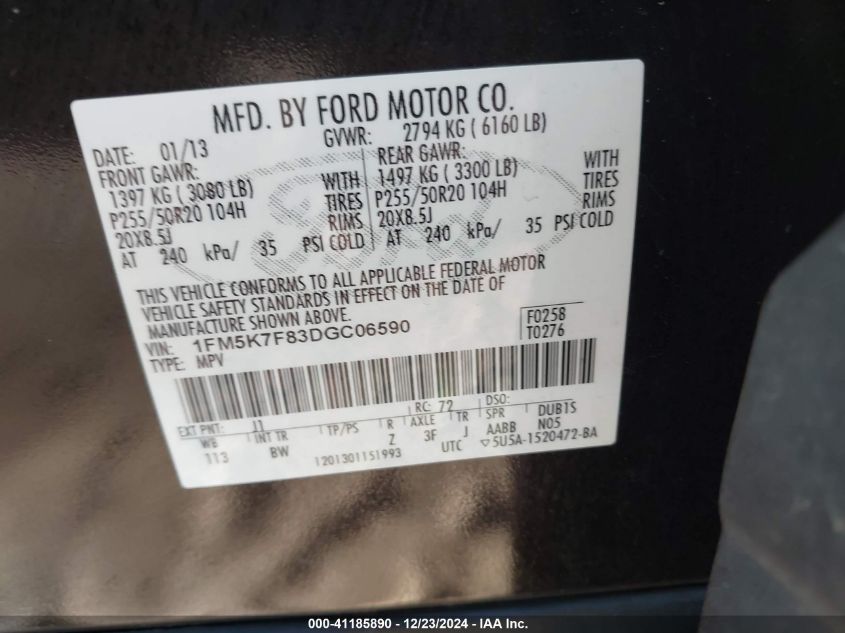 MFD. BY FORD MOTOR CO.
DATE: 01/13 GVWR: 2794 KG ( 6160 LB)
FRONT GAWR: REAR GAWR:
1397 KG ( 3080 LB) WITH 1497 KG ( 3300 LB) WITH
P255/50R20 104H TIRES P255/50R20 104H TIRES
20X8.5J RIMS 20X8.5J RIMS
AT 240 kPa/ 35 PSI COLD AT 240 kPa/ 35 PSI COLD
THIS VEHICLE CONFORMS TO ALL APPLICABLE FEDERAL MOTOR
VEHICLE SAFETY STANDARDS IN EFFECT ON THE DATE OF
MANUFACTURE SHOWN ABOVE.
VIN: 1FM5K7F83DGC06590 F0258
TYPE: MPV T0276
EXT PNT: J1 RC: 72 DSO:
WB INT TR TP/PS R AXLE TR SPR DUB1S
113 BW Z 3F J AABB N05
1201301151993 UTC ▽5U5A-1520472-BA
000-41185890 - 12/23/2024 - IAA Inc.